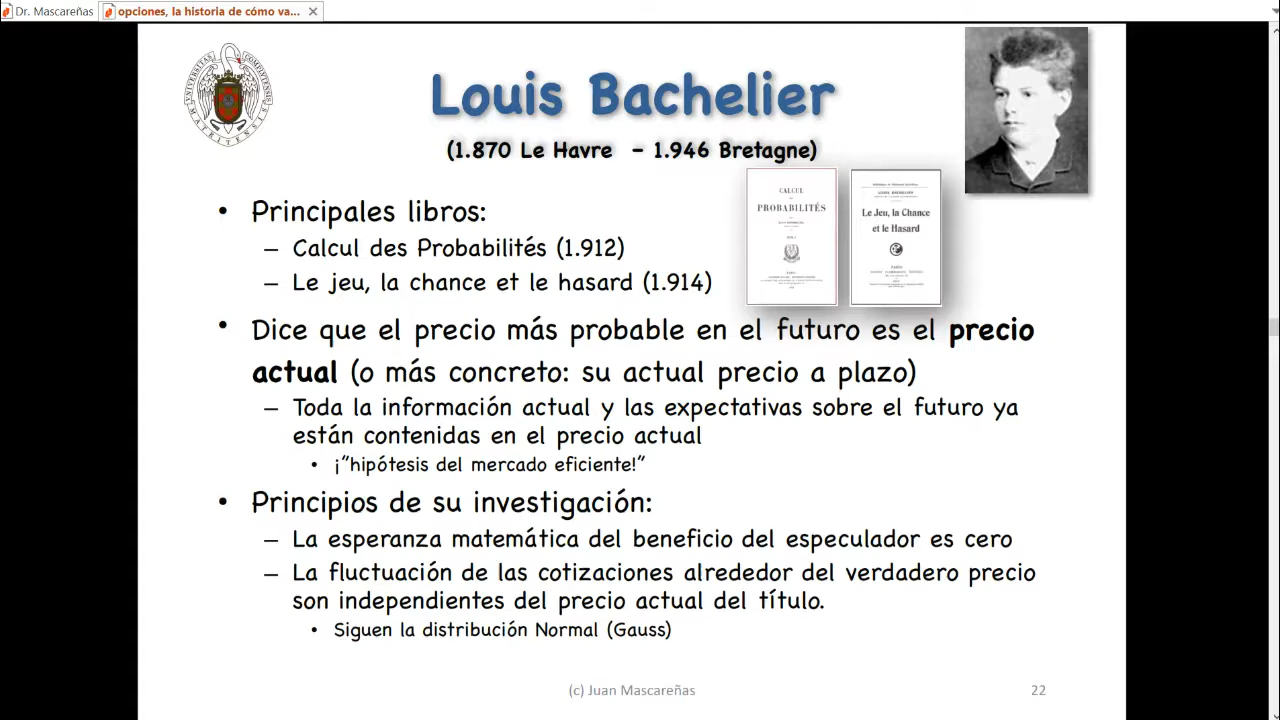 Dr. Mascareñas
opciones, la historia de cómo va...
UNIVERSITAS COMPLUTENSIS
MATRITENSIS
Louis Bachelier
(1.870 Le Havre – 1.946 Bretagne)
• Principales libros:
– Calcul des Probabilités (1.912)
– Le jeu, la chance et le hasard (1.914)
CALCUL
PROBABILITÉS
Le Jeu, la Chance
et le Hasard
• Dice que el precio más probable en el futuro es el precio
actual (o más concreto: su actual precio a plazo)
– Toda la información actual y las expectativas sobre el futuro ya
están contenidas en el precio actual
• ¡"hipótesis del mercado eficiente!"
• Principios de su investigación:
– La esperanza matemática del beneficio del especulador es cero
– La fluctuación de las cotizaciones alrededor del verdadero precio
son independientes del precio actual del título.
• Siguen la distribución Normal (Gauss)
(c) Juan Mascareñas
22